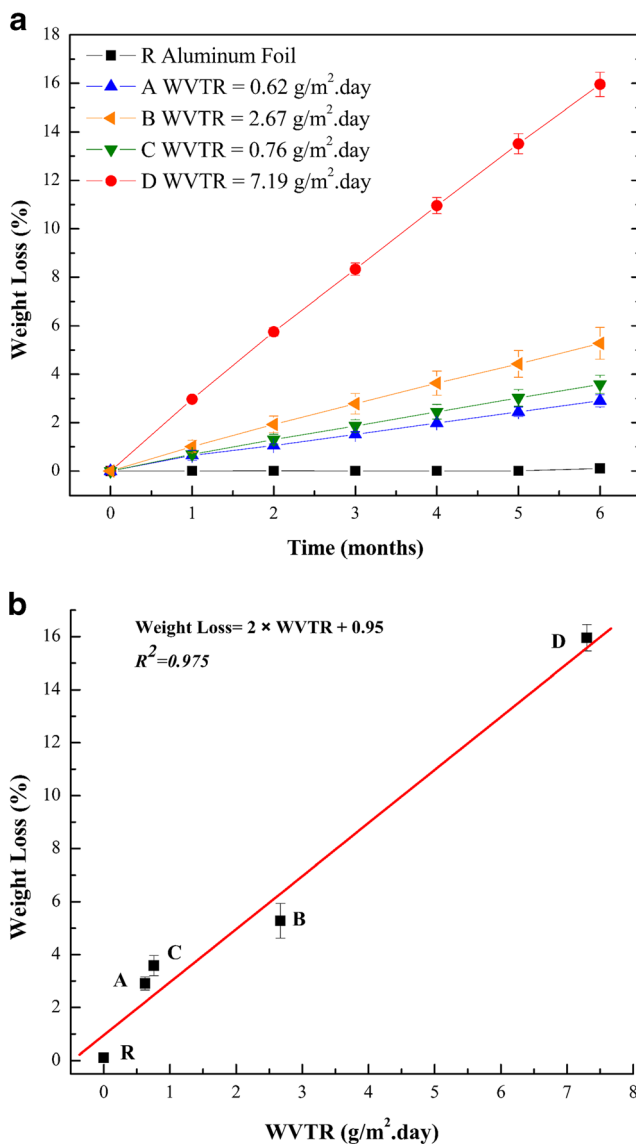 a
18
16
14
12
10
8
6
4
2
0
Weight Loss (%)
R Aluminum Foil
A WVTR = 0.62 g/m².day
B WVTR = 2.67 g/m².day
C WVTR = 0.76 g/m².day
D WVTR = 7.19 g/m².day
0 1 2 3 4 5 6
Time (months)
b
16
14
12
10
8
6
4
2
0
Weight Loss (%)
Weight Loss= 2 × WVTR + 0.95
R²=0.975
D
B
C
A
R
0 1 2 3 4 5 6 7 8
WVTR (g/m².day)